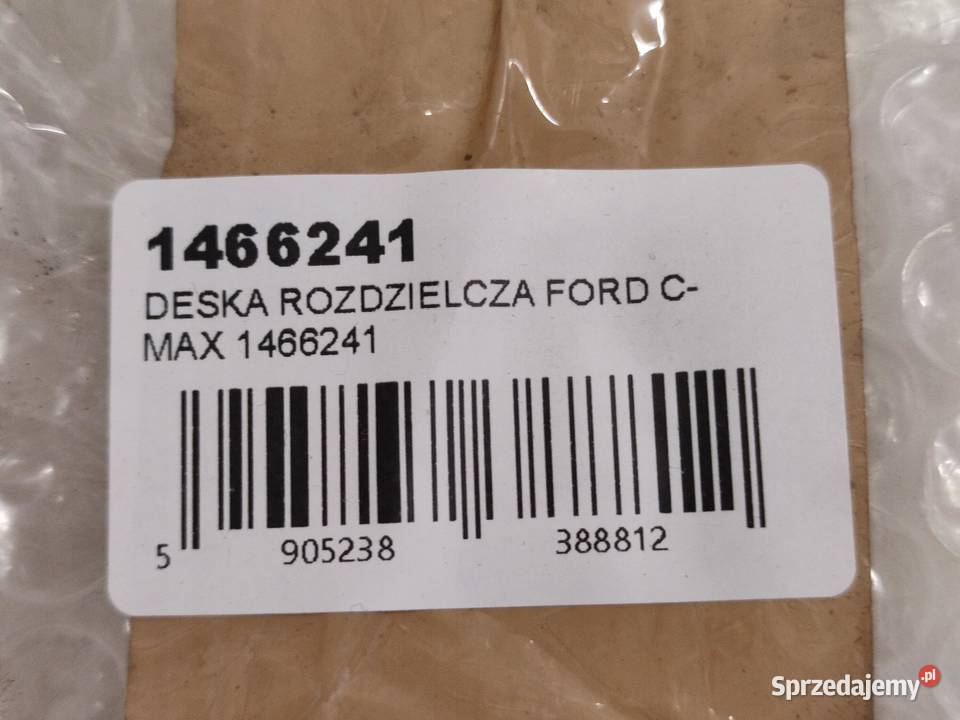 1466241
DESKA ROZDZIELCZA FORD C-
MAX 1466241
5 905238 388812
Sprzedajemy.pl